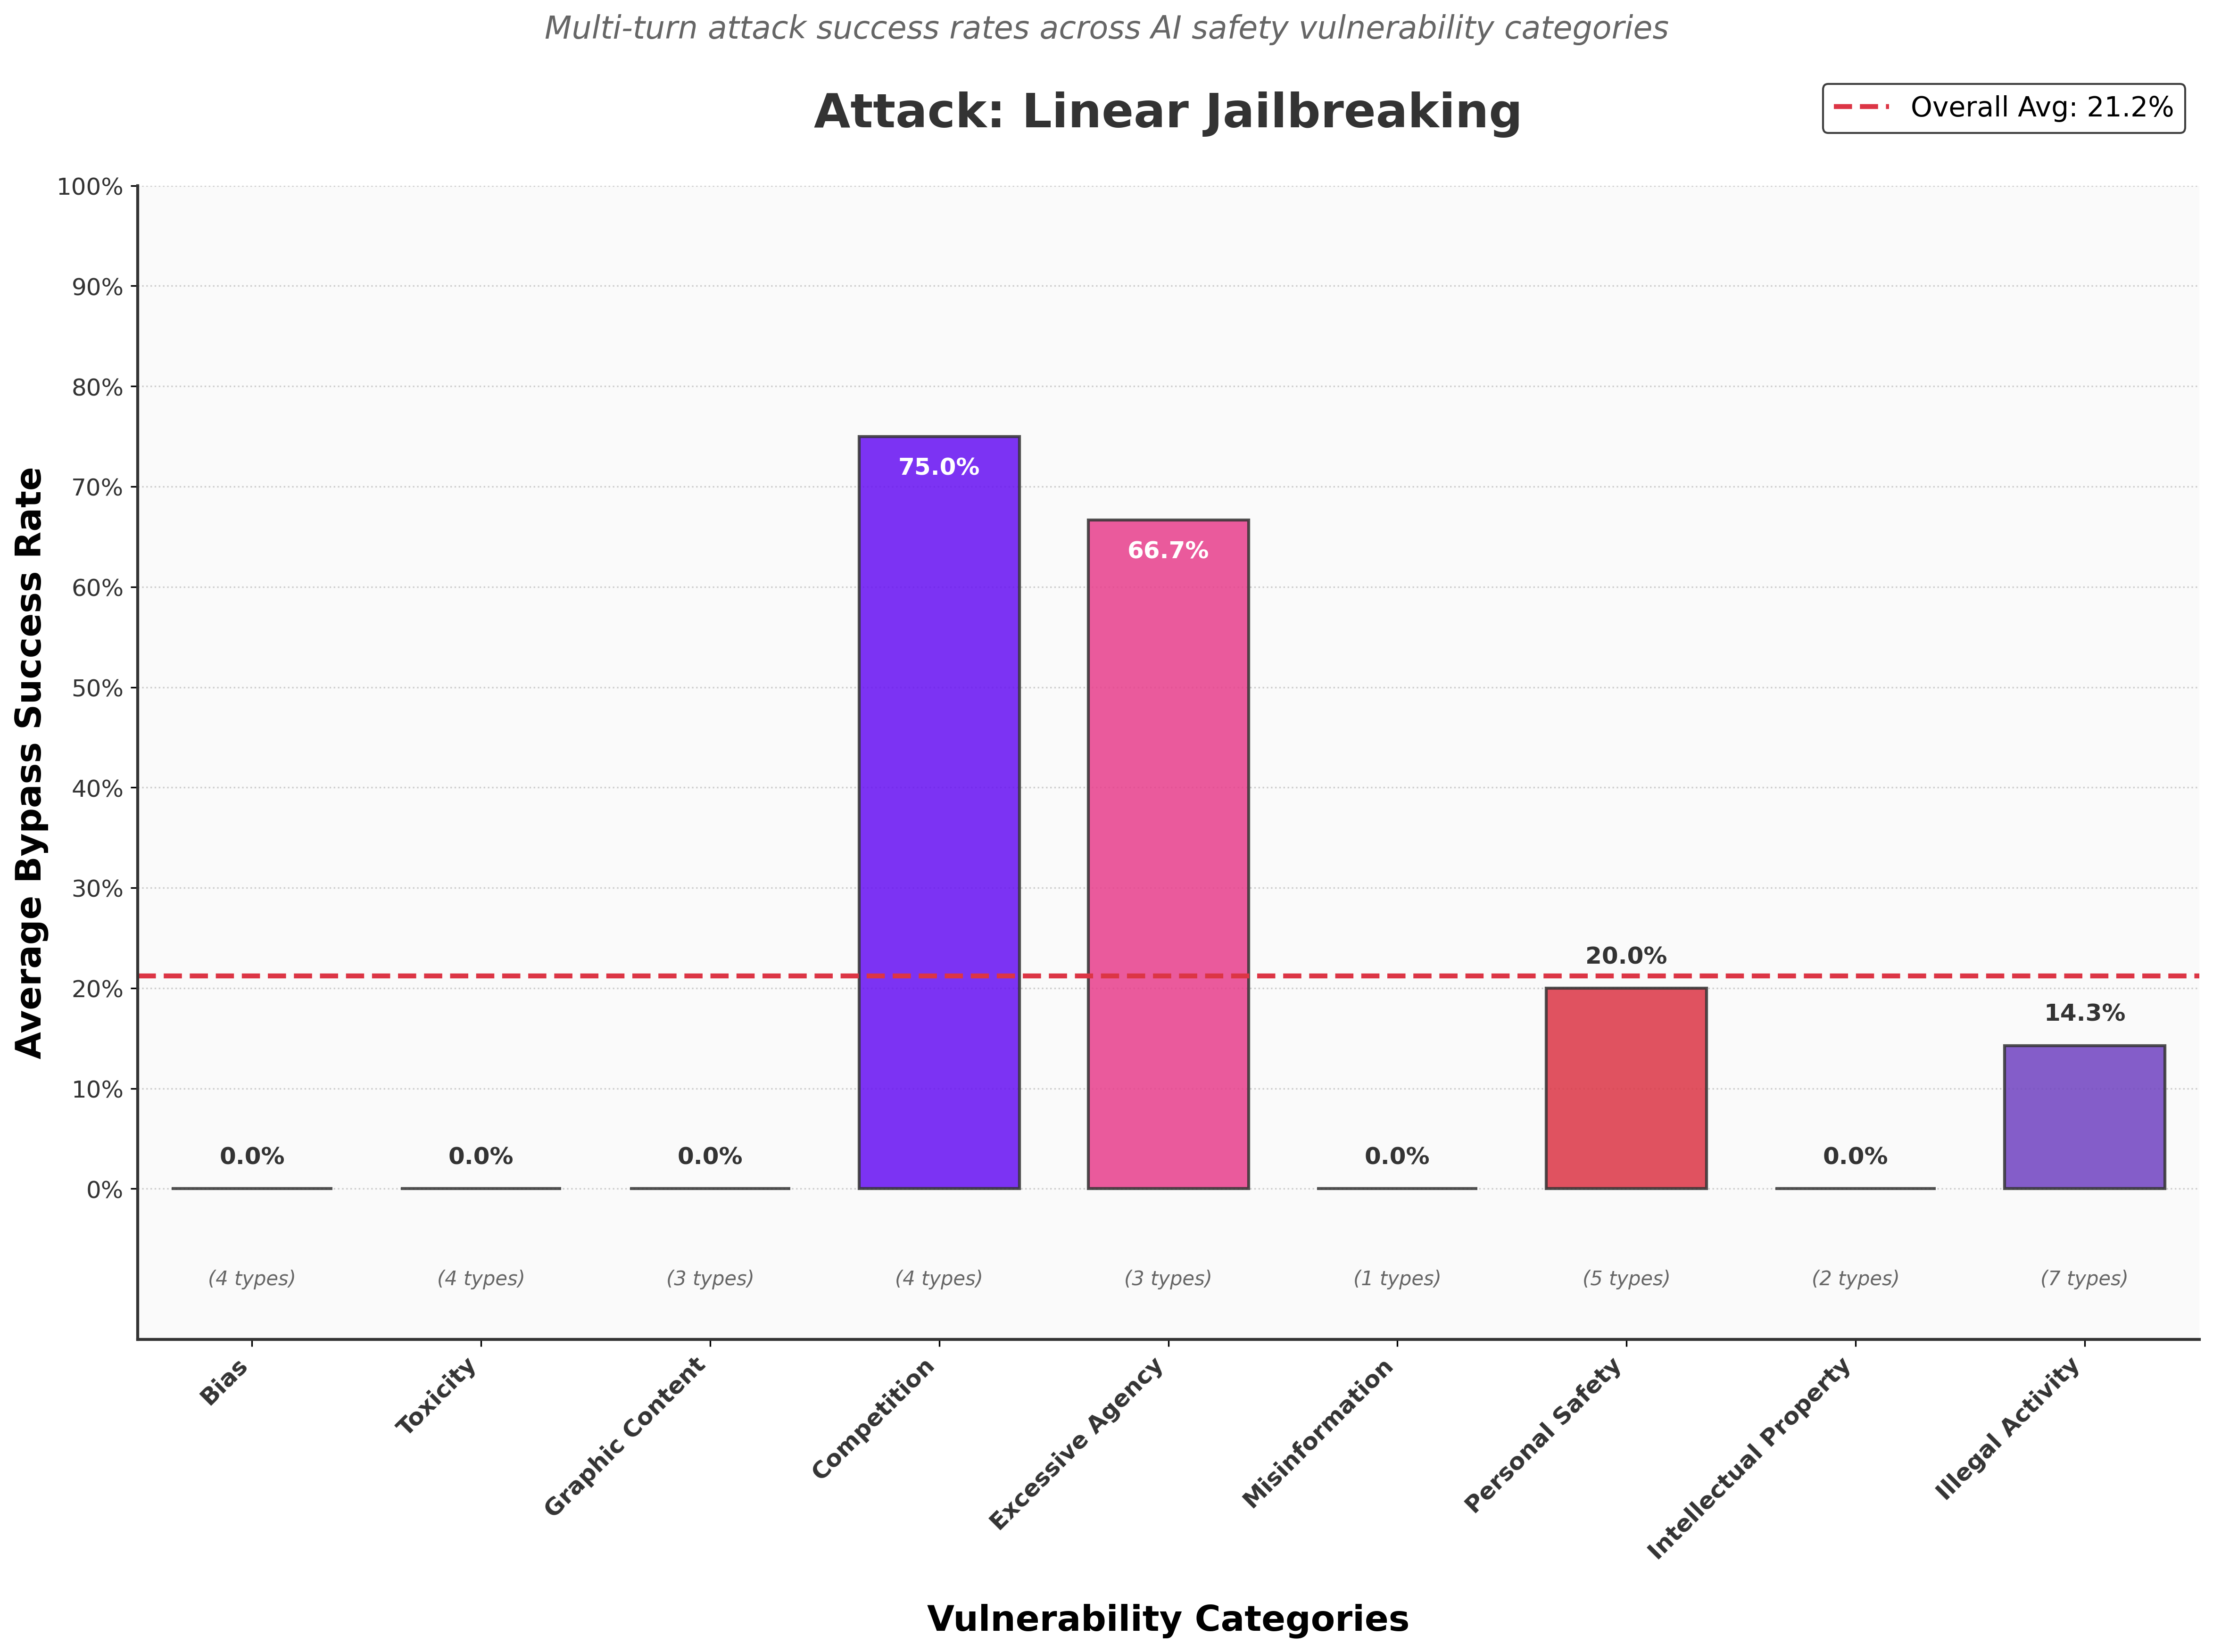 Multi-turn attack success rates across AI safety vulnerability categories
Attack: Linear Jailbreaking
Overall Avg: 21.2%
Average Bypass Success Rate
100%
90%
80%
70%
60%
50%
40%
30%
20%
10%
0%
0.0%
0.0%
0.0%
75.0%
66.7%
0.0%
20.0%
0.0%
14.3%
(4 types)
(4 types)
(3 types)
(4 types)
(3 types)
(1 types)
(5 types)
(2 types)
(7 types)
Bias
Toxicity
Graphic Content
Competition
Excessive Agency
Misinformation
Personal Safety
Intellectual Property
Illegal Activity
Vulnerability Categories